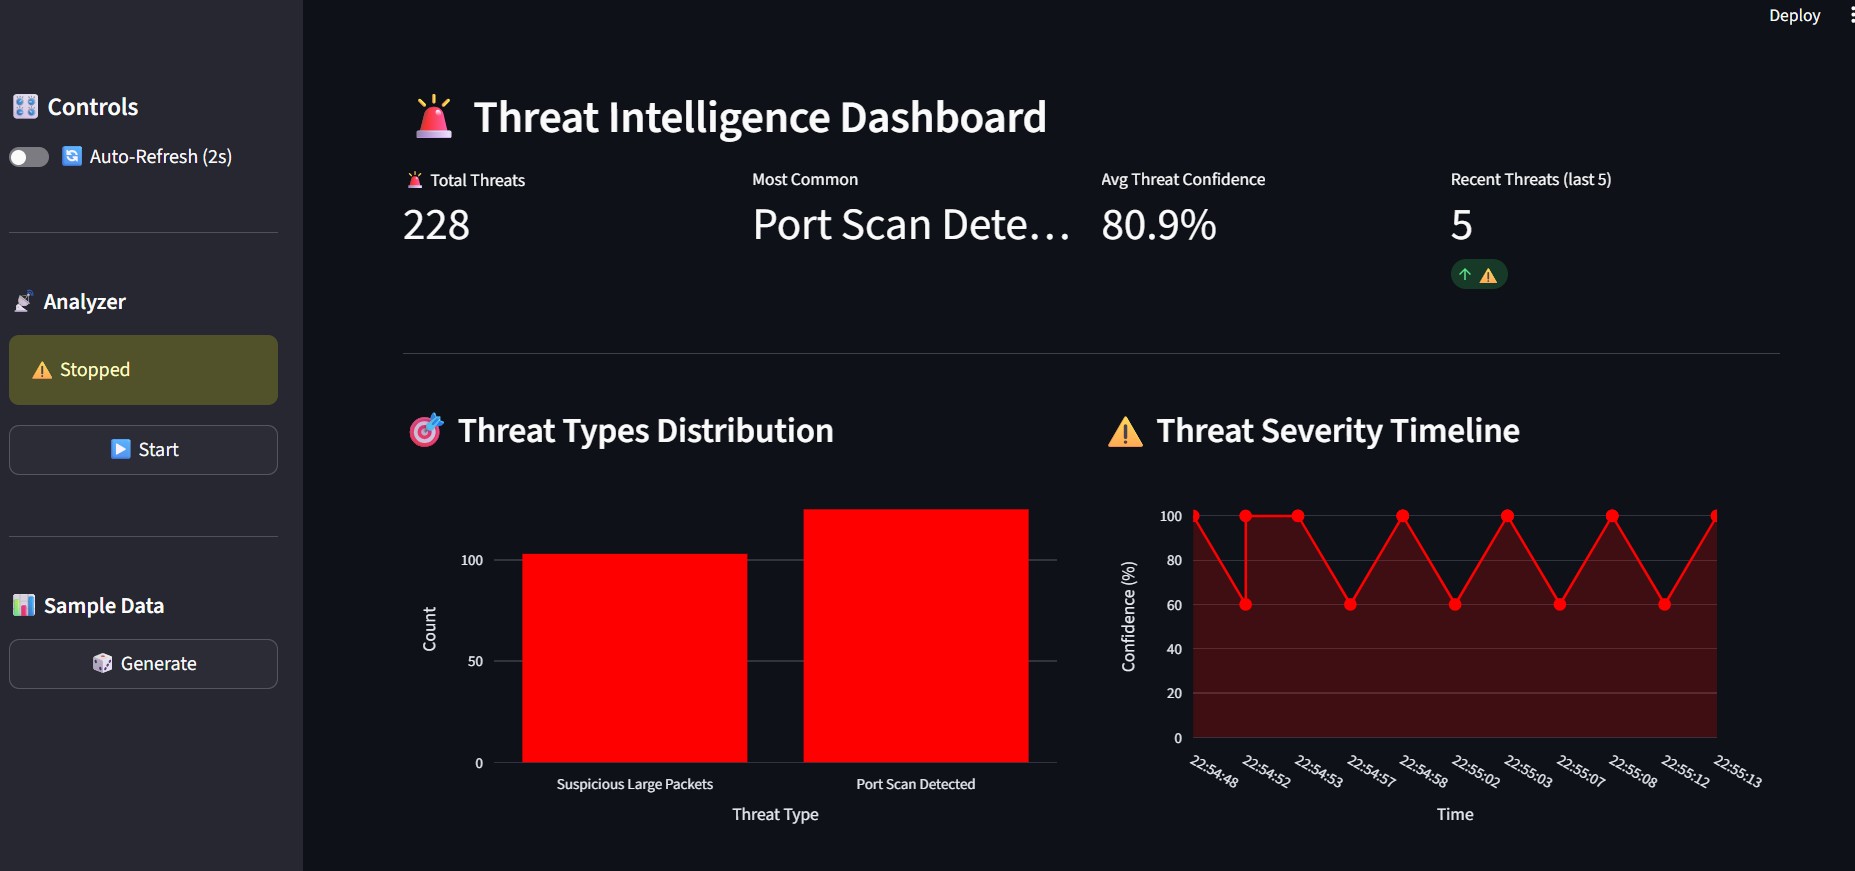 Deploy
Controls
Auto-Refresh (2s)
Analyzer
Stopped
Start
Sample Data
Generate
Threat Intelligence Dashboard
Total Threats
228
Most Common
Port Scan Dete...
Avg Threat Confidence
80.9%
Recent Threats (last 5)
5
Threat Types Distribution
Count
100
50
0
Suspicious Large Packets
Port Scan Detected
Threat Type
Threat Severity Timeline
Confidence (%)
100
80
60
40
20
0
22:54:48
22:54:52
22:54:53
22:54:57
22:54:58
22:55:02
22:55:03
22:55:07
22:55:08
22:55:12
22:55:13
Time